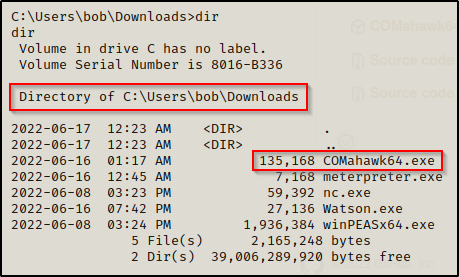 C:\Users\bob\Downloads>dir
dir
 Volume in drive C has no label.
 Volume Serial Number is 8016-B336

 Directory of C:\Users\bob\Downloads

2022-06-17  12:23 AM    <DIR>          .
2022-06-17  12:23 AM    <DIR>          ..
2022-06-16  01:17 AM           135,168 COMahawk64.exe
2022-06-16  12:45 AM             7,168 meterpreter.exe
2022-06-08  03:23 PM            59,392 nc.exe
2022-06-16  07:42 PM            27,136 Watson.exe
2022-06-08  03:24 PM         1,936,384 winPEASx64.exe
               5 File(s)      2,165,248 bytes
               2 Dir(s)  39,006,289,920 bytes free
COMahawk64
Source code
Source code